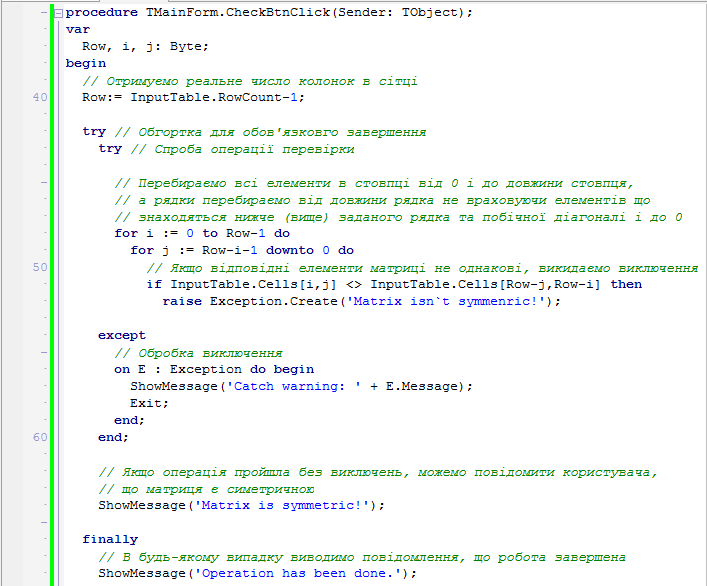 procedure TMainForm.CheckBtnClick(Sender: TObject);
var
  Row, i, j: Byte;
begin
  // Отримуємо реальне число колонок в сітці
40  Row:= InputTable.RowCount-1;
  try // Обгортка для обов'язковго завершення
    try // Спроба операції перевірки
      // Перебираємо всі елементи в стовпці від 0 і до довжини стовпця,
      // а рядки перебираємо від довжини рядка не враховуючи елементів що
      // знаходяться нижче (вище) заданого рядка та побічної діагоналі і до 0
      for i := 0 to Row-1 do
        for j := Row-i-1 downto 0 do
50          // Якщо відповідні елементи матриці не однакові, викидаємо виключення
          if InputTable.Cells[i,j] <> InputTable.Cells[Row-j,Row-i] then
            raise Exception.Create('Matrix isn`t symmenric!');
    except
      // Обробка виключення
      on E : Exception do begin
        ShowMessage('Catch warning: ' + E.Message);
        Exit;
      end;
60    end;
    // Якщо операція пройшла без виключень, можемо повідомити користувача,
    // що матриця є симетричною
    ShowMessage('Matrix is symmetric!');
  finally
    // В будь-якому випадку виводимо повідомлення, що робота завершена
    ShowMessage('Operation has been done.');